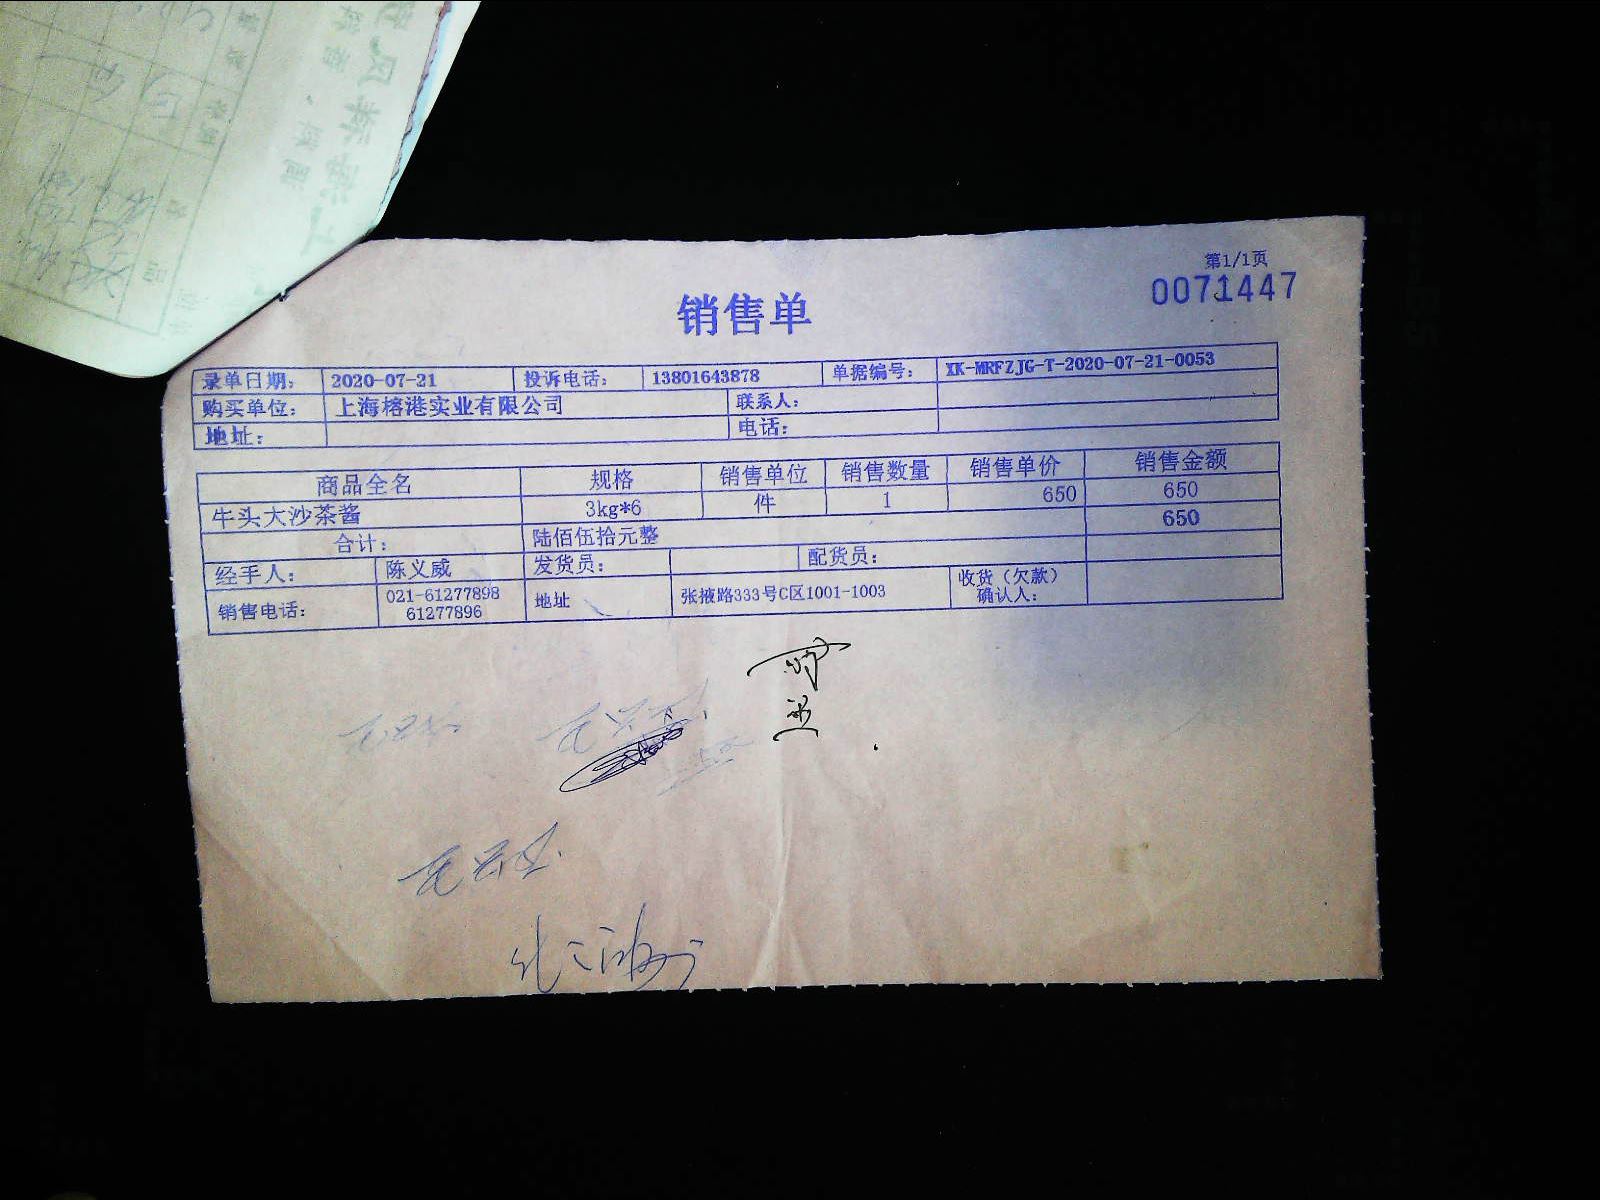 第1/1页
0071447
销售单
录单日期： 2020-07-21 投诉电话： 13801643878 单据编号： XK-MRFZJG-T-2020-07-21-0053
购买单位： 上海榕港实业有限公司 联系人：
地址： 电话：
商品全名 规格 销售单位 销售数量 销售单价 销售金额
牛头大沙茶酱 3kg*6 件 1 650 650
合计： 陆佰伍拾元整 650
经手人： 陈义威 发货员： 配货员：
销售电话： 021-61277898 61277896 地址 张掖路333号C区1001-1003 收货（欠款）确认人：